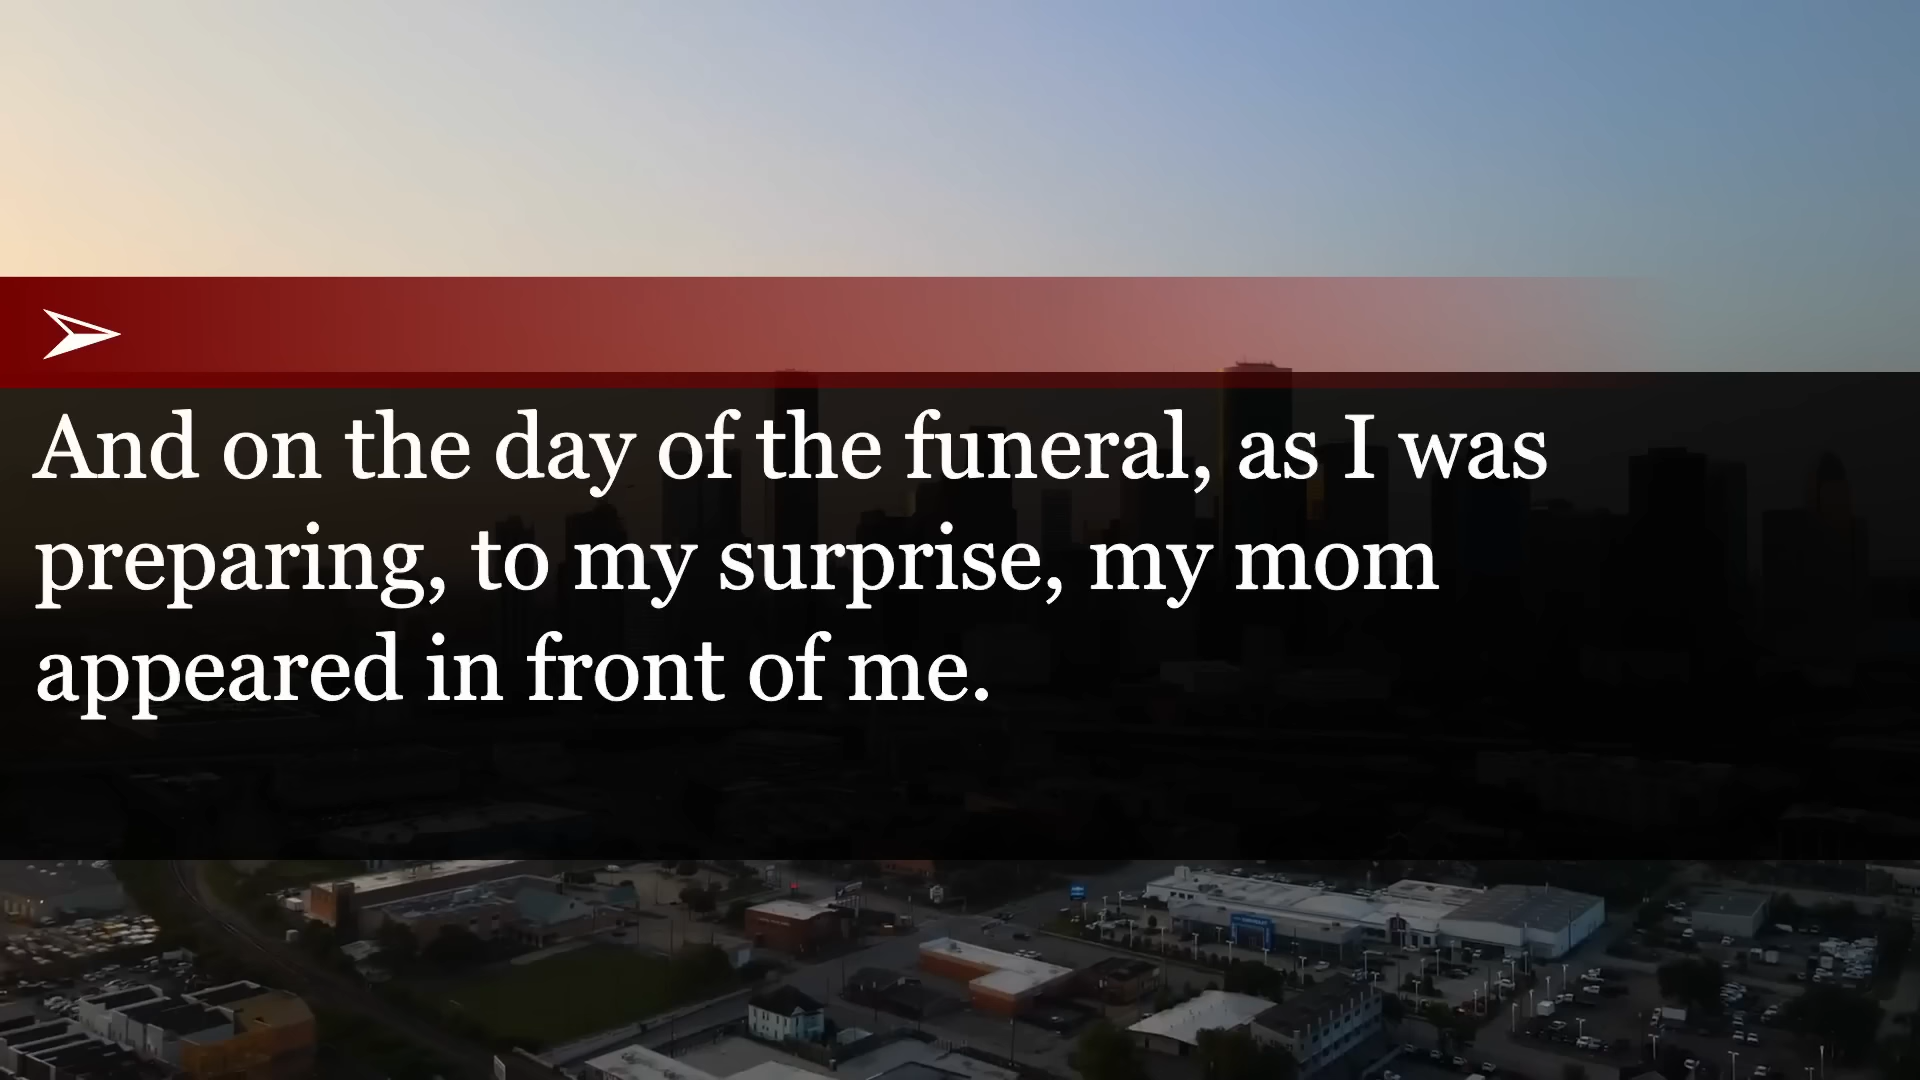 And on the day of the funeral, as I was
preparing, to my surprise, my mom
appeared in front of me.